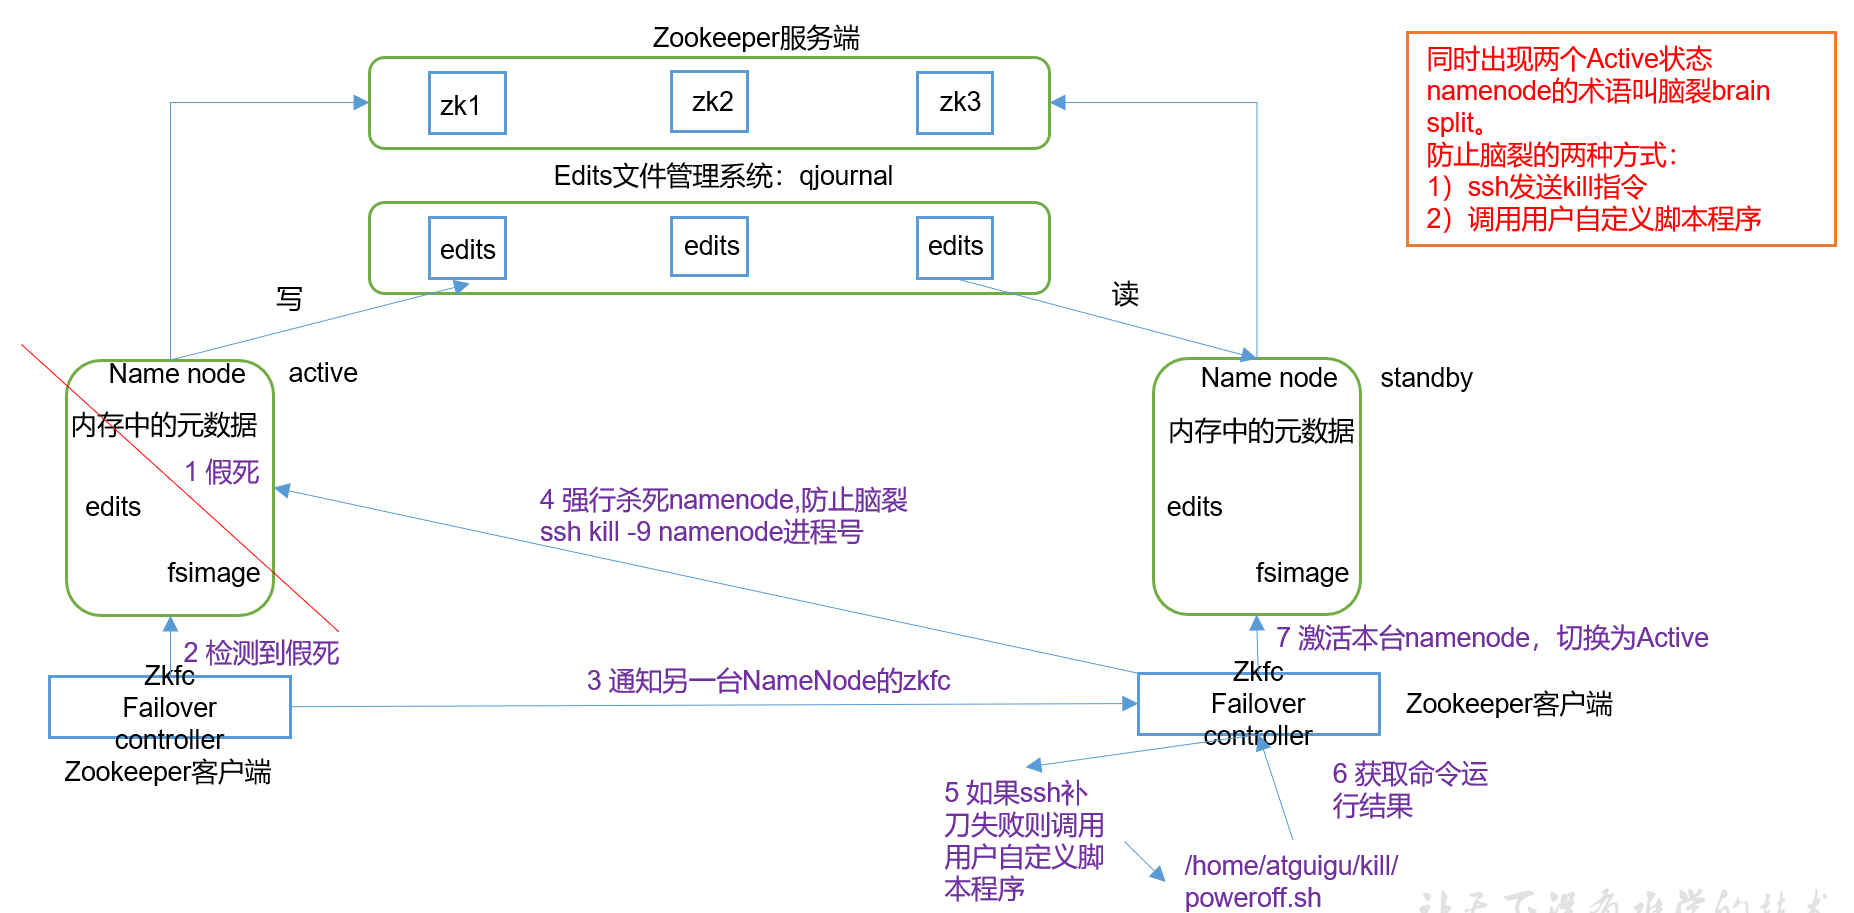 Zookeeper服务端
zk1
zk2
zk3
同时出现两个Active状态
namenode的术语叫脑裂brain
split。
防止脑裂的两种方式：
1）ssh发送kill指令
2）调用用户自定义脚本程序
Edits文件管理系统：qjournal
edits
edits
edits
写
读
Name node
active
内存中的元数据
1 假死
edits
fsimage
Name node
standby
内存中的元数据
edits
fsimage
4 强行杀死namenode,防止脑裂
ssh kill -9 namenode进程号
2 检测到假死
Zkfc
Failover
controller
Zookeeper客户端
3 通知另一台NameNode的zkfc
7 激活本台namenode，切换为Active
Zkfc
Failover
controller
Zookeeper客户端
5 如果ssh补
刀失败则调用
用户自定义脚
本程序
6 获取命令运
行结果
/home/atguigu/kill/
poweroff.sh
让天下没有难学的技术